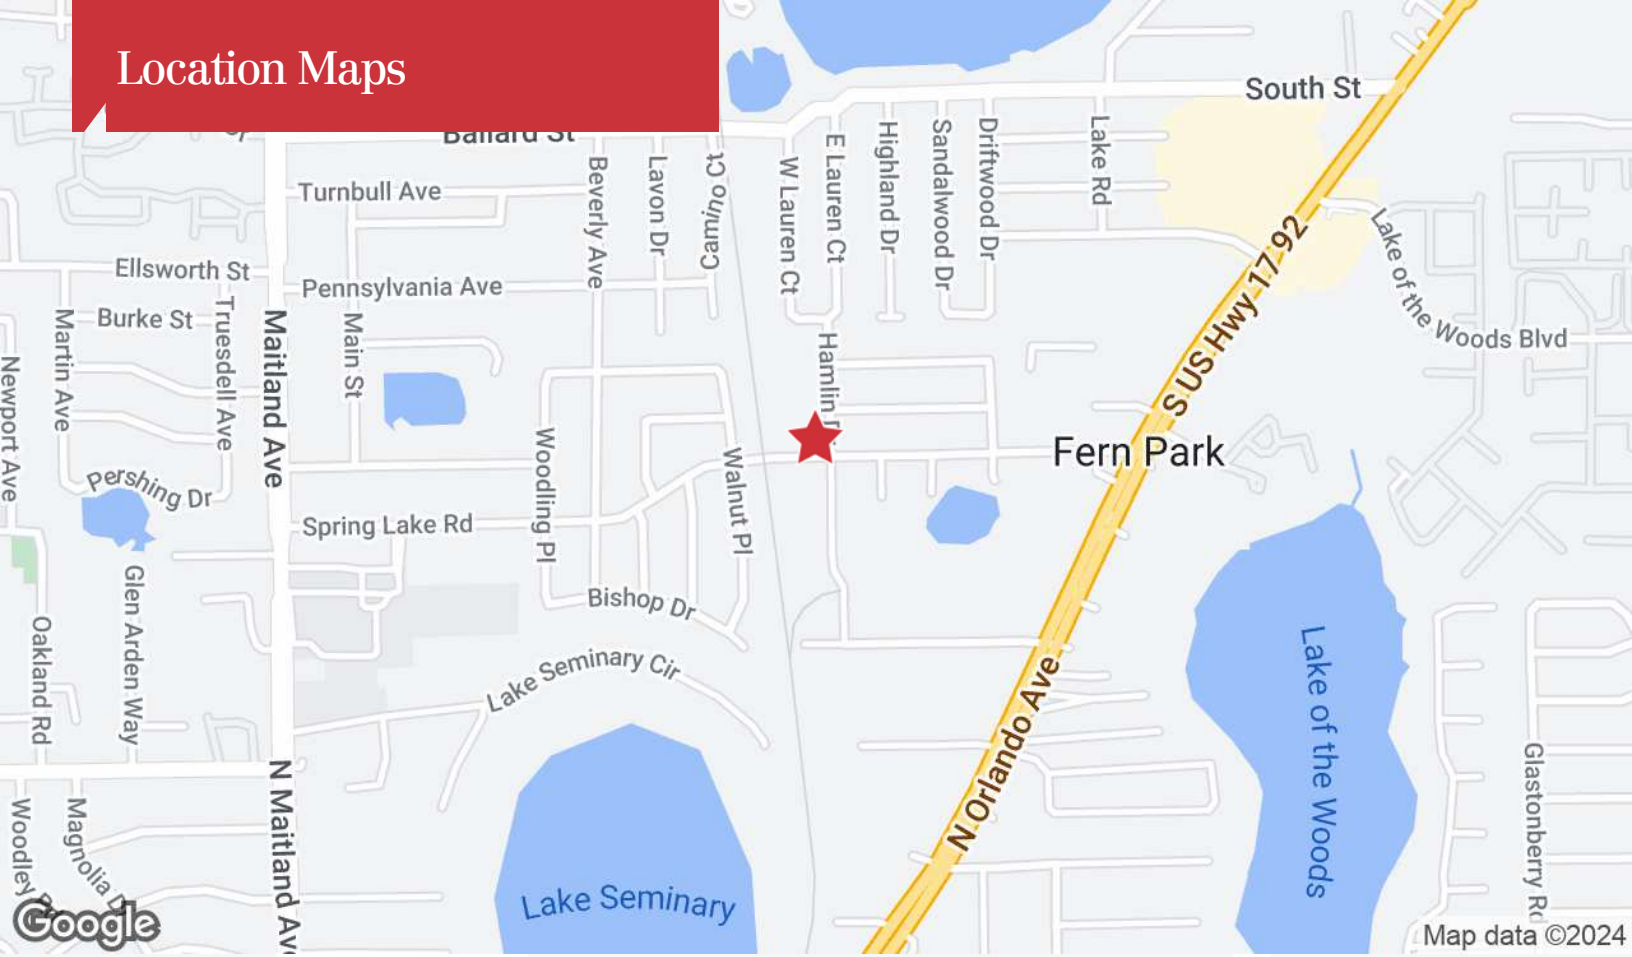 Location Maps
South St
Ballard St
Turnbull Ave
Beverly Ave
Lavon Dr
Camino Ct
W Lauren Ct
E Lauren Ct
Highland Dr
Sandalwood Dr
Driftwood Dr
Lake Rd
Ellsworth St
Pennsylvania Ave
S US Hwy 17 92
Lake of the Woods Blvd
Burke St
Truesdell Ave
Martin Ave
Newport Ave
Maitland Ave
Main St
Hamlin
Fern Park
Pershing Dr
Woodling Pl
Walnut Pl
Spring Lake Rd
Bishop Dr
Glen Arden Way
Oakland Rd
Lake Seminary Cir
N Orlando Ave
Lake of the Woods
Glastonberry Rd
N Maitland Ave
Woodley
Magnolia
Lake Seminary
Google
Map data ©2024